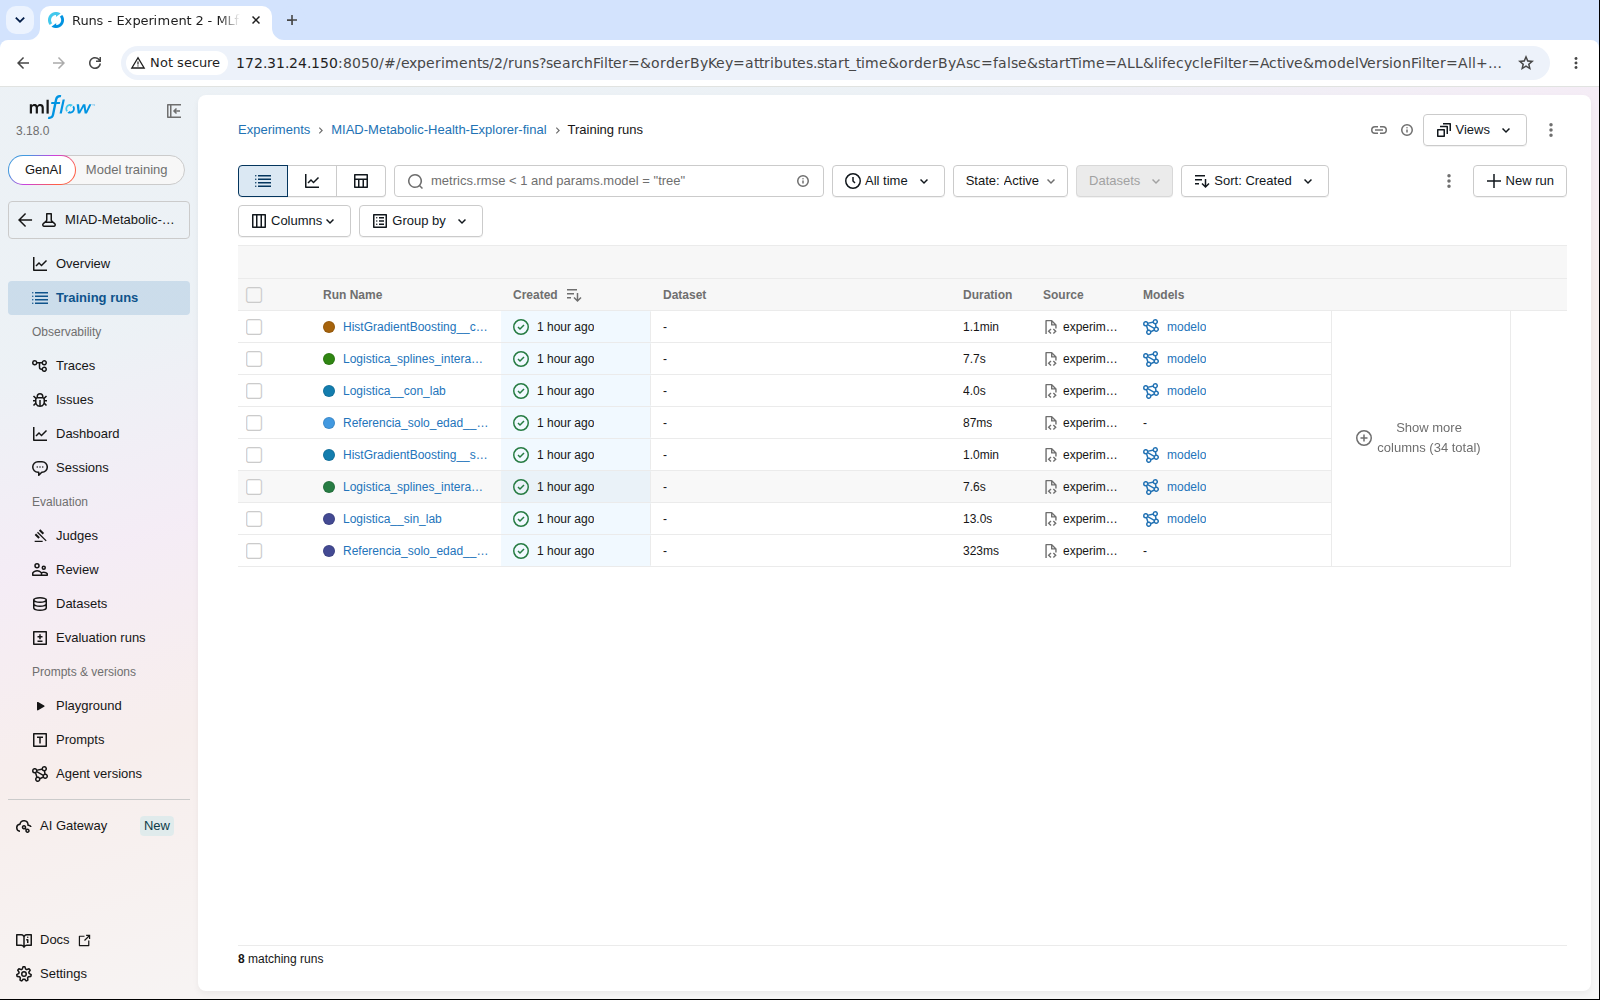 Runs - Experiment 2 - MLf
Not secure
172.31.24.150:8050/#/experiments/2/runs?searchFilter=&orderByKey=attributes.start_time&orderByAsc=false&startTime=ALL&lifecycleFilter=Active&modelVersionFilter=All+...
mlflow
3.18.0
GenAI
Model training
MIAD-Metabolic-...
Overview
Training runs
Observability
Traces
Issues
Dashboard
Sessions
Evaluation
Judges
Review
Datasets
Evaluation runs
Prompts & versions
Playground
Prompts
Agent versions
AI Gateway New
Docs
Settings
Experiments > MIAD-Metabolic-Health-Explorer-final > Training runs
Views
metrics.rmse < 1 and params.model = "tree"
All time
State: Active
Datasets
Sort: Created
New run
Columns
Group by
Run Name Created Dataset Duration Source Models
HistGradientBoosting__c... 1 hour ago - 1.1min experim... modelo
Logistica_splines_intera... 1 hour ago - 7.7s experim... modelo
Logistica__con_lab 1 hour ago - 4.0s experim... modelo
Referencia_solo_edad__... 1 hour ago - 87ms experim... -
HistGradientBoosting__s... 1 hour ago - 1.0min experim... modelo
Logistica_splines_intera... 1 hour ago - 7.6s experim... modelo
Logistica__sin_lab 1 hour ago - 13.0s experim... modelo
Referencia_solo_edad__... 1 hour ago - 323ms experim... -
Show more
columns (34 total)
8 matching runs